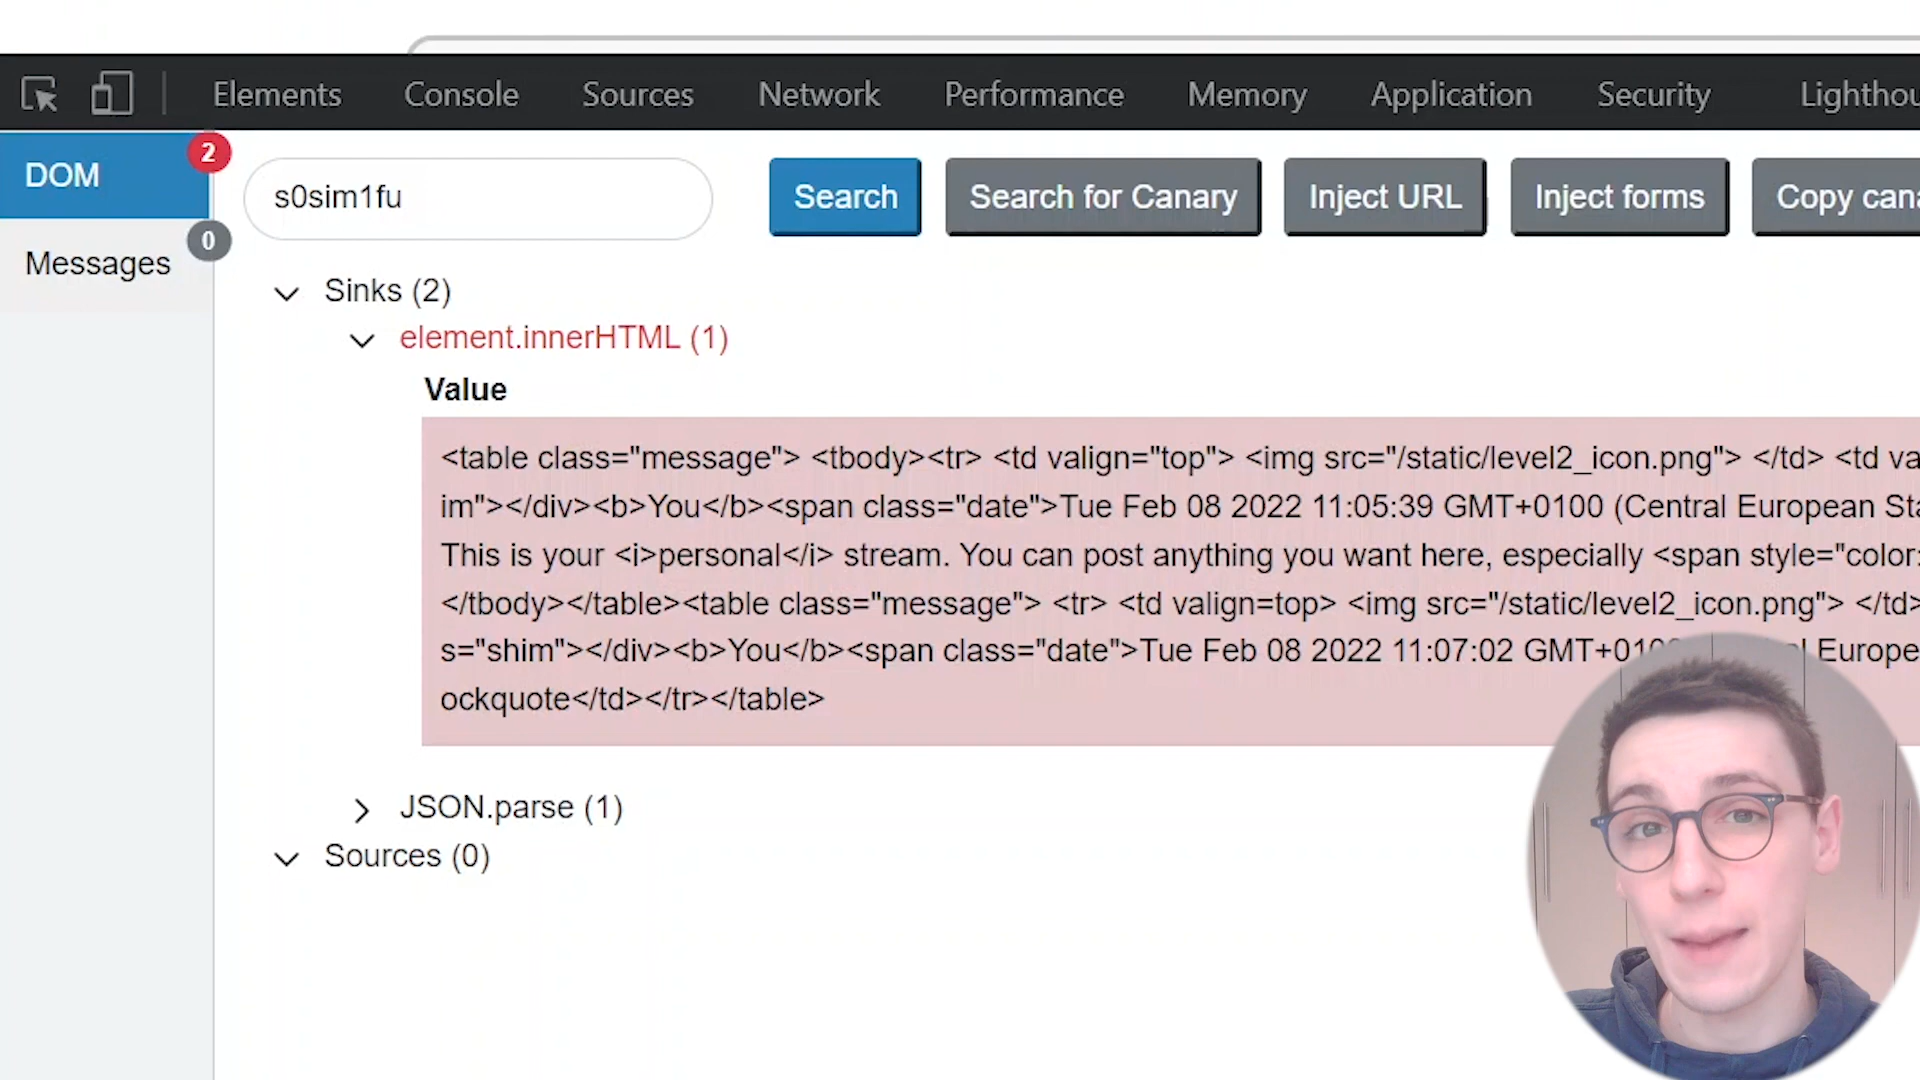 Elements Console Sources Network Performance Memory Application Security
DOM 2
s0sim1fu Search Search for Canary Inject URL Inject forms Copy
Messages 0
Sinks (2)
element.innerHTML (1)
Value
<table class="message"> <tbody><tr> <td valign="top"> <img src="/static/level2_icon.png"> </td> <td
im"></div><b>You</b><span class="date">Tue Feb 08 2022 11:05:39 GMT+0100 (Central European
This is your <i>personal</i> stream. You can post anything you want here, especially <span style="color:
</tbody></table><table class="message"> <tr> <td valign=top> <img src="/static/level2_icon.png"> </td>
s="shim"></div><b>You</b><span class="date">Tue Feb 08 2022 11:07:02
ockquote</td></tr></table>
JSON.parse (1)
Sources (0)